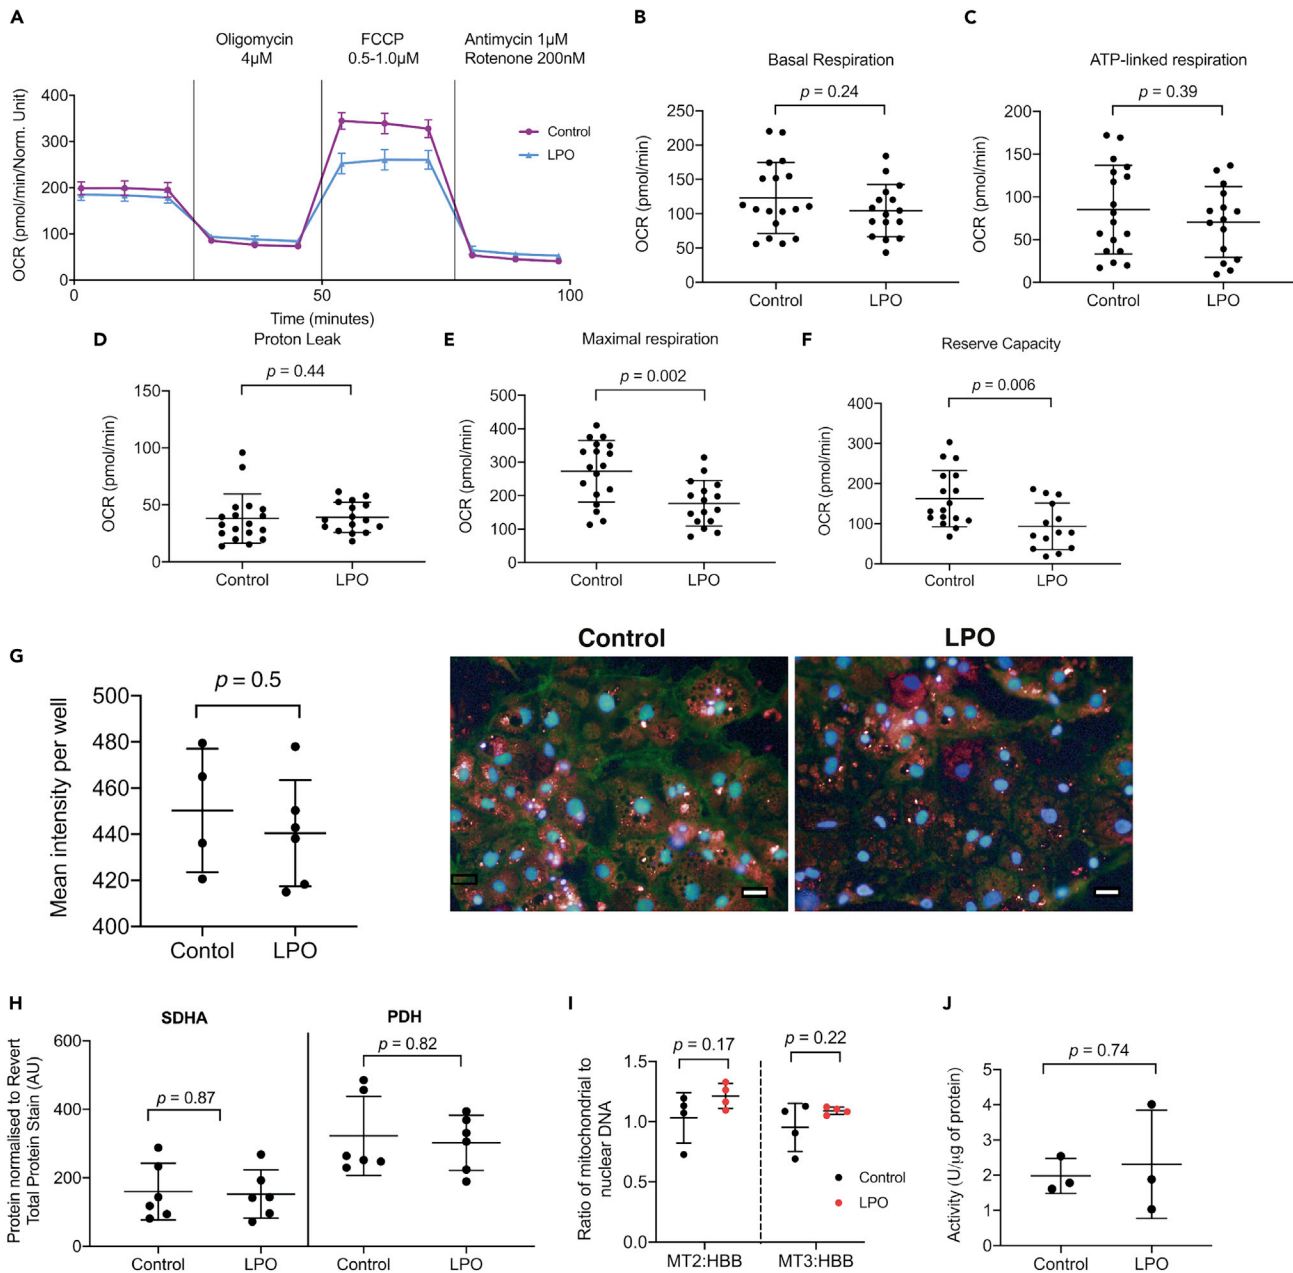 A
Oligomycin
4µM
FCCP
0.5-1.0µM
Antimycin 1µM
Rotenone 200nM
OCR (pmol/min/Norm. Unit)
400
300
200
100
0
0
50
100
Time (minutes)
Control
LPO
B
Basal Respiration
p = 0.24
OCR (pmol/min)
250
200
150
100
50
0
Control
LPO
C
ATP-linked respiration
p = 0.39
OCR (pmol/min)
200
150
100
50
0
Control
LPO
D
Proton Leak
p = 0.44
OCR (pmol/min)
150
100
50
0
Control
LPO
E
Maximal respiration
p = 0.002
OCR (pmol/min)
500
400
300
200
100
0
Control
LPO
F
Reserve Capacity
p = 0.006
OCR (pmol/min)
400
300
200
100
0
Control
LPO
G
p = 0.5
Mean intensity per well
500
480
460
440
420
400
Contol
LPO
Control
LPO
H
SDHA
PDH
p = 0.87
p = 0.82
Protein normalised to Revert
Total Protein Stain (AU)
600
400
200
0
Control
LPO
Control
LPO
I
p = 0.17
p = 0.22
Ratio of mitochondrial to
nuclear DNA
1.5
1.0
0.5
0.0
Control
LPO
MT2:HBB
MT3:HBB
J
p = 0.74
Activity (U/µg of protein)
5
4
3
2
1
0
Control
LPO